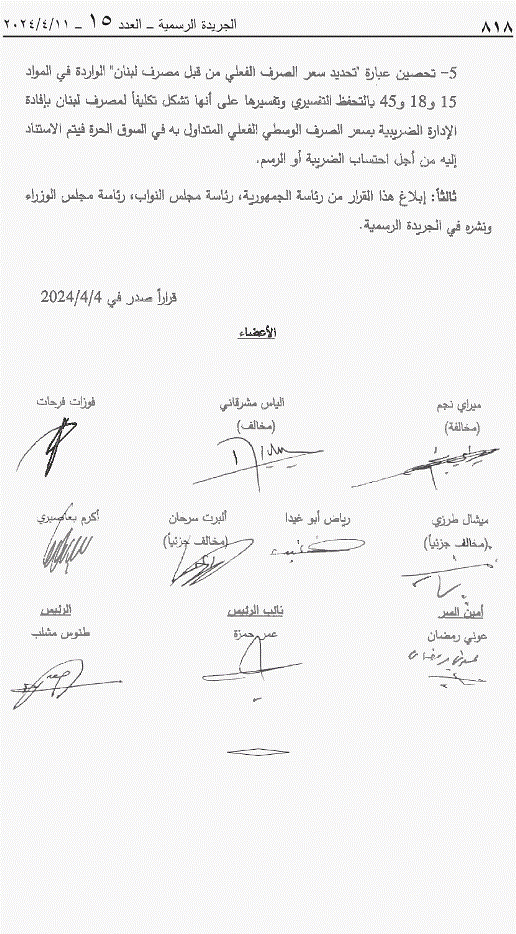 ٨١٨ الجريدة الرسمية ــ العدد ١٥ ــ ٢٠٢٤/٤/١١
5- تحصين عبارة "تحديد سعر الصرف الفعلي من قبل مصرف لبنان" الواردة في المواد
15 و18 و45 بالتحفظ التفسيري وتفسيرها على أنها تشكل تكليفاً لمصرف لبنان بإفادة
الإدارة الضريبية بسعر الصرف الوسطي الفعلي المتداول به في السوق الحرة فيتم الاستناد
إليه من أجل احتساب الضريبة أو الرسم.
ثالثاً: إبلاغ هذا القرار من رئاسة الجمهورية، رئاسة مجلس النواب، رئاسة مجلس الوزراء
ونشره في الجريدة الرسمية.
قراراً صدر في 2024/4/4
الأعضاء
ميراي نجم الياس مشرقاني فوزات فرحات
(مخالفة) (مخالف)
ميشال طرزي رياض أبو غيدا ألبرت سرحان أكرم بعاصيري
(مخالف جزئياً) (مخالف جزئياً)
أمين السر نائب الرئيس الرئيس
عوني رمضان عمر حمزة طنوس مشلب
عوني رمضان